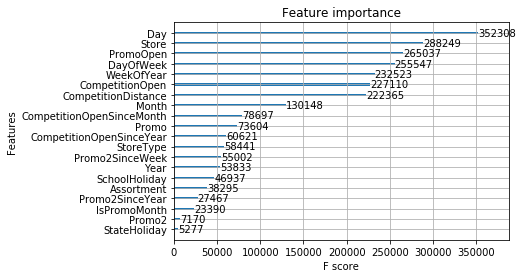 Feature importance
Day 352308
Store 288249
PromoOpen 265037
DayOfWeek 255547
WeekOfYear 232523
CompetitionOpen 227110
CompetitionDistance 222365
Month 130148
CompetitionOpenSinceMonth 78697
Promo 73604
CompetitionOpenSinceYear 60621
StoreType 58441
Promo2SinceWeek 55002
Year 53833
SchoolHoliday 46937
Assortment 38295
Promo2SinceYear 27467
IsPromoMonth 23390
Promo2 7170
StateHoliday 5277
Features
0 50000 100000 150000 200000 250000 300000 350000
F score